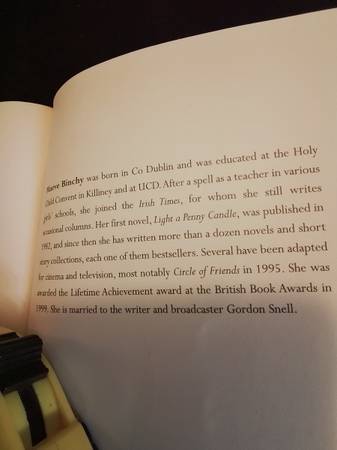 Maeve Binchy was born in Co Dublin and was educated at the Holy
Child Convent in Killiney and at UCD. After a spell as a teacher in various
girls' schools, she joined the Irish Times, for whom she still writes
occasional columns. Her first novel, Light a Penny Candle, was published in
1982, and since then she has written more than a dozen novels and short
story collections, each one of them bestsellers. Several have been adapted
for cinema and television, most notably Circle of Friends in 1995. She was
awarded the Lifetime Achievement award at the British Book Awards in
1999. She is married to the writer and broadcaster Gordon Snell.